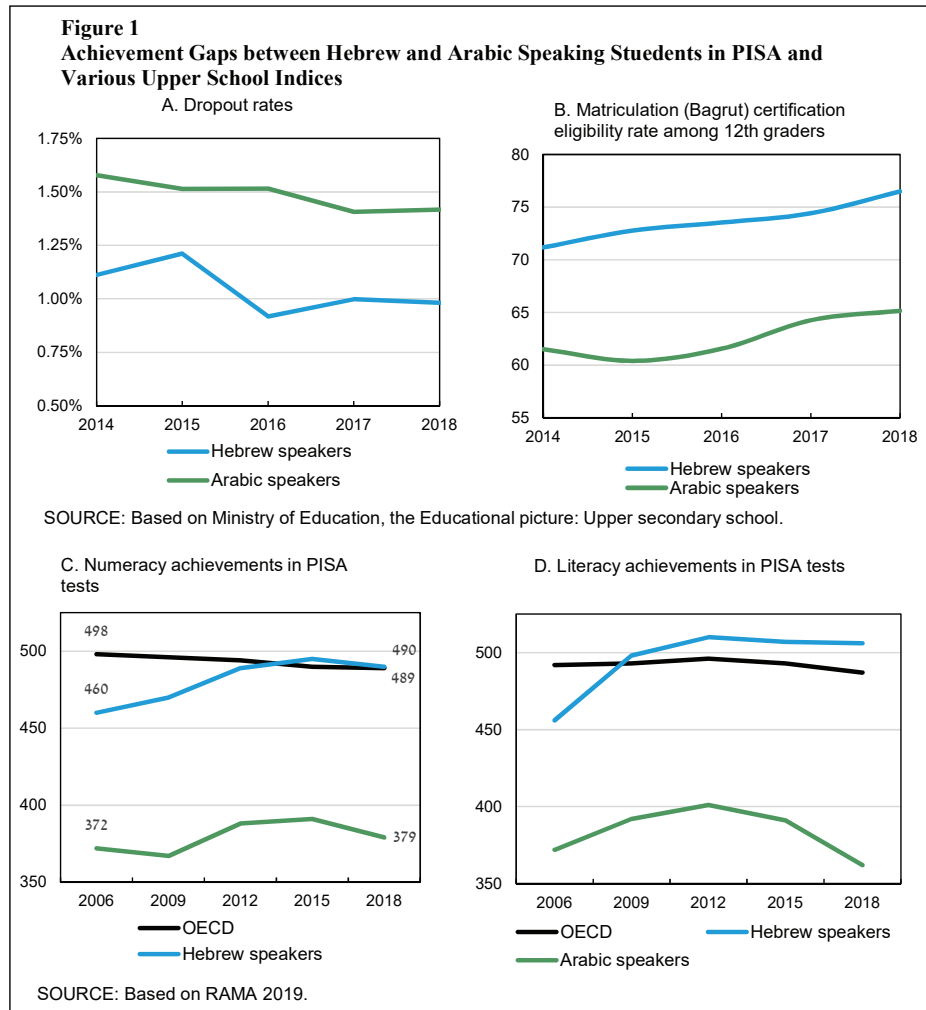 Figure 1
Achievement Gaps between Hebrew and Arabic Speaking Stuedents in PISA and
Various Upper School Indices
A. Dropout rates
1.75%
1.50%
1.25%
1.00%
0.75%
0.50%
2014 2015 2016 2017 2018
Hebrew speakers
Arabic speakers
B. Matriculation (Bagrut) certification
eligibility rate among 12th graders
80
75
70
65
60
55
2014 2015 2016 2017 2018
Hebrew speakers
Arabic speakers
SOURCE: Based on Ministry of Education, the Educational picture: Upper secondary school.
C. Numeracy achievements in PISA
tests
498
500
490
489
460
450
400
372
379
350
2006 2009 2012 2015 2018
OECD
Hebrew speakers
D. Literacy achievements in PISA tests
500
450
400
350
2006 2009 2012 2015 2018
OECD Hebrew speakers
Arabic speakers
SOURCE: Based on RAMA 2019.